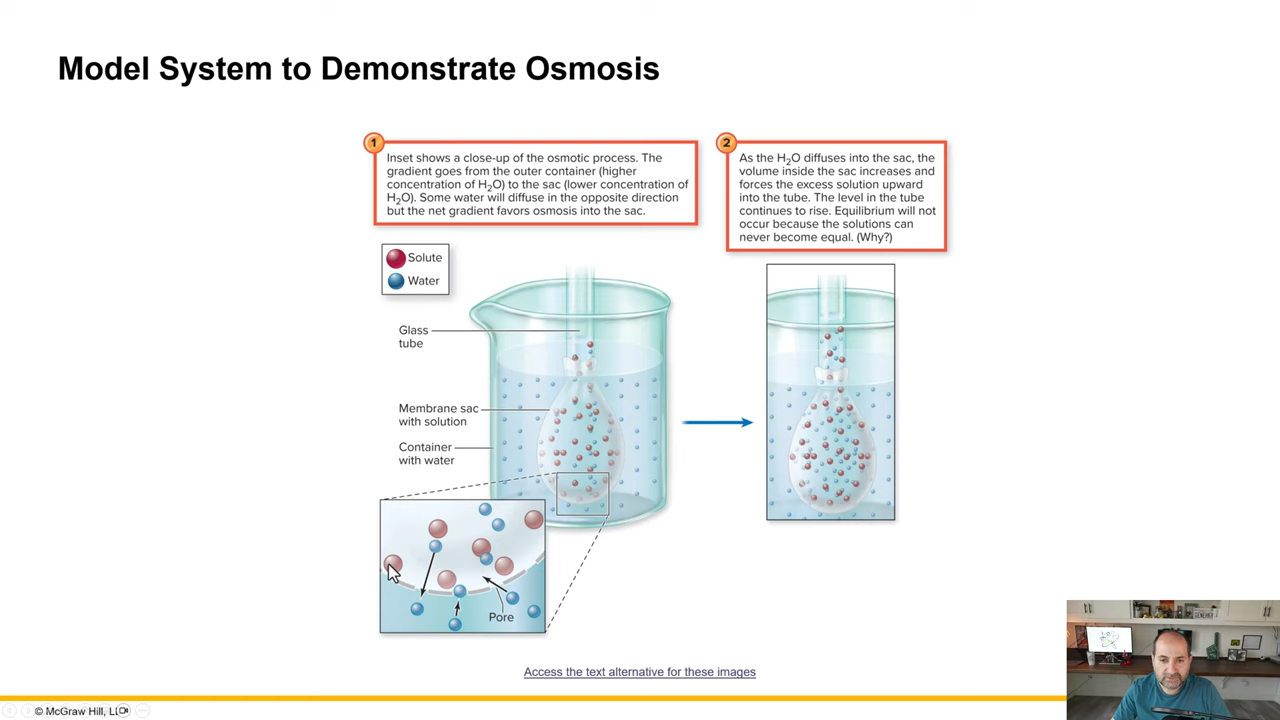 Model System to Demonstrate Osmosis
1
Inset shows a close-up of the osmotic process. The
gradient goes from the outer container (higher
concentration of H₂O) to the sac (lower concentration of
H₂O). Some water will diffuse in the opposite direction
but the net gradient favors osmosis into the sac.
2
As the H₂O diffuses into the sac, the
volume inside the sac increases and
forces the excess solution upward
into the tube. The level in the tube
continues to rise. Equilibrium will not
occur because the solutions can
never become equal. (Why?)
Solute
Water
Glass
tube
Membrane sac
with solution
Container
with water
Pore
Access the text alternative for these images
© McGraw Hill,